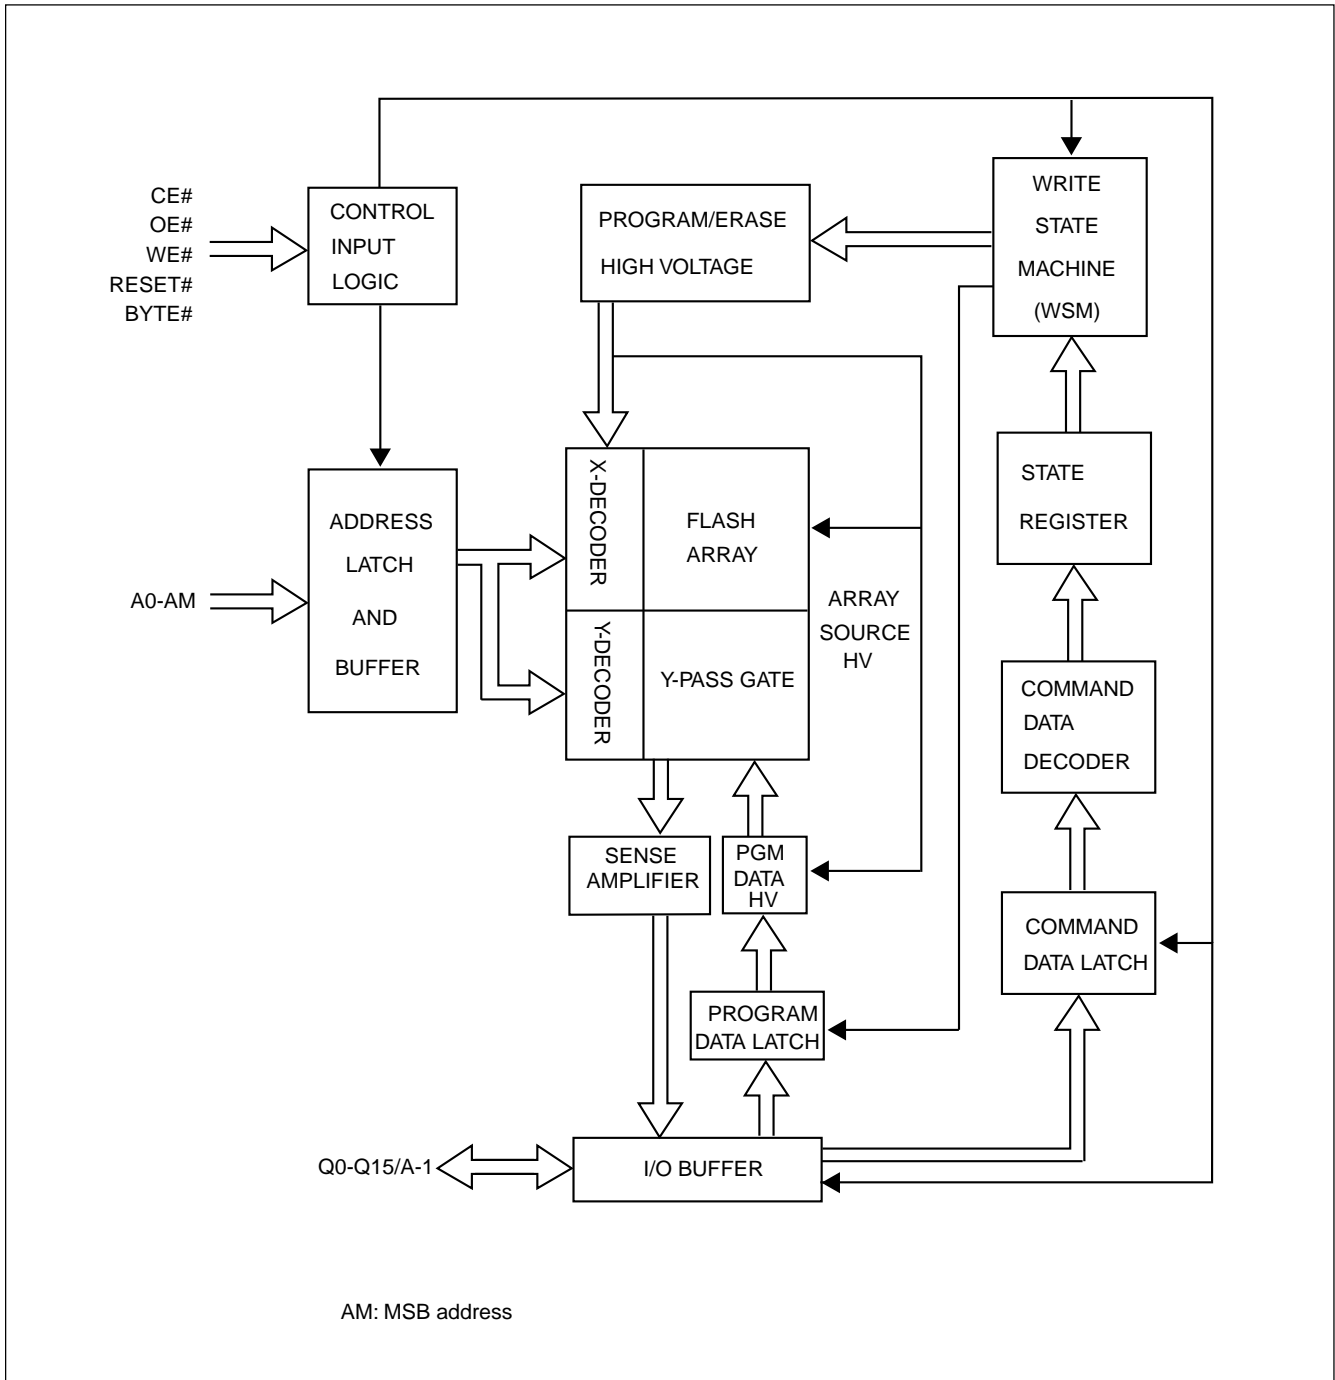 CE#
OE#
WE#
RESET#
BYTE#
CONTROL
INPUT
LOGIC
PROGRAM/ERASE
HIGH VOLTAGE
WRITE
STATE
MACHINE
(WSM)
STATE
REGISTER
A0-AM
ADDRESS
LATCH
AND
BUFFER
X-DECODER
FLASH
ARRAY
Y-DECODER
Y-PASS GATE
ARRAY
SOURCE
HV
COMMAND
DATA
DECODER
SENSE
AMPLIFIER
PGM
DATA
HV
COMMAND
DATA LATCH
PROGRAM
DATA LATCH
Q0-Q15/A-1
I/O BUFFER
AM: MSB address